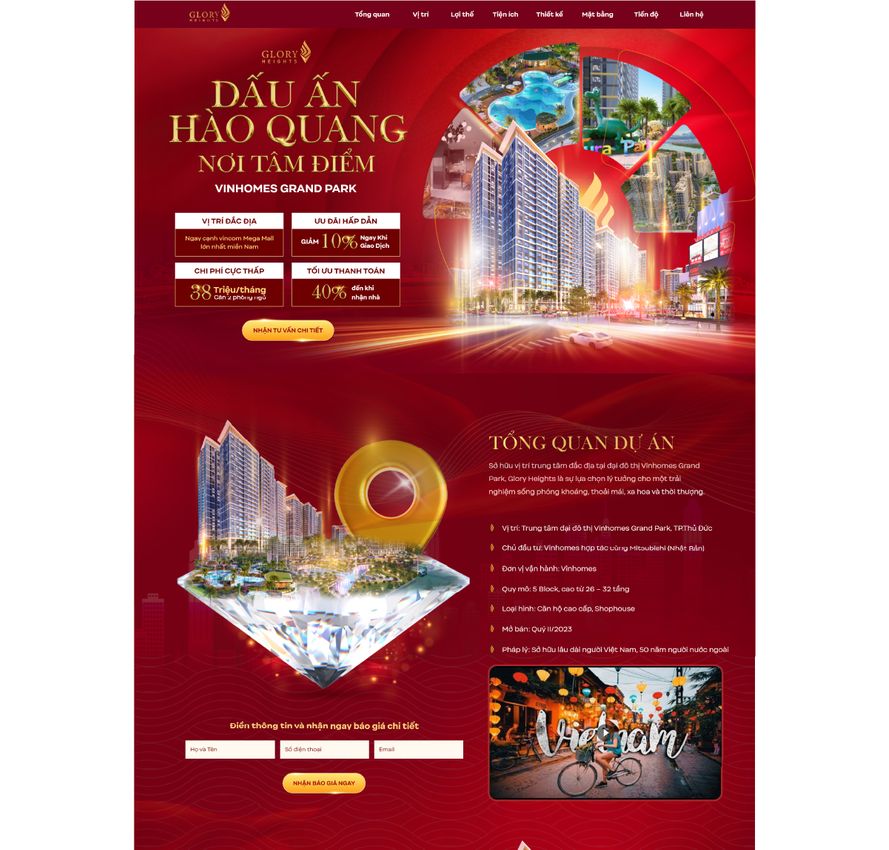 GLORY
HEIGHTS
Tổng quan
Vị trí
Lợi thế
Tiện ích
Thiết kế
Mặt bằng
Tiến độ
Liên hệ
GLORY
HEIGHTS
DẤU ẤN
HÀO QUANG
NƠI TÂM ĐIỂM
VINHOMES GRAND PARK
VỊ TRÍ ĐẮC ĐỊA
Ngay cạnh vincom Mega Mall
lớn nhất miền Nam
ƯU ĐÃI HẤP DẪN
GIẢM 10% Ngay Khi
Giao Dịch
CHI PHÍ CỰC THẤP
38 Triệu/tháng
Căn 2 phòng ngủ
TỐI ƯU THANH TOÁN
40% đến khi
nhận nhà
NHẬN TƯ VẤN CHI TIẾT
TỔNG QUAN DỰ ÁN
Sở hữu vị trí trung tâm đắc địa tại đại đô thị Vinhomes Grand
Park, Glory Heights là sự lựa chọn lý tưởng cho một trải
nghiệm sống phóng khoáng, thoải mái, xa hoa và thời thượng.
Vị trí: Trung tâm đại đô thị Vinhomes Grand Park, TP.Thủ Đức
Chủ đầu tư: Vinhomes hợp tác cùng Mitsubishi (Nhật Bản)
Đơn vị vận hành: Vinhomes
Quy mô: 5 Block, cao từ 26 – 32 tầng
Loại hình: Căn hộ cao cấp, Shophouse
Mở bán: Quý II/2023
Pháp lý: Sở hữu lâu dài người Việt Nam, 50 năm người nước ngoài
Vietnam
Điền thông tin và nhận ngay báo giá chi tiết
Họ và Tên
Số điện thoại
Email
NHẬN BÁO GIÁ NGAY